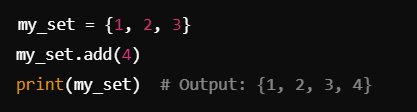 my_set = {1, 2, 3}
my_set.add(4)
print(my_set)  # Output: {1, 2, 3, 4}